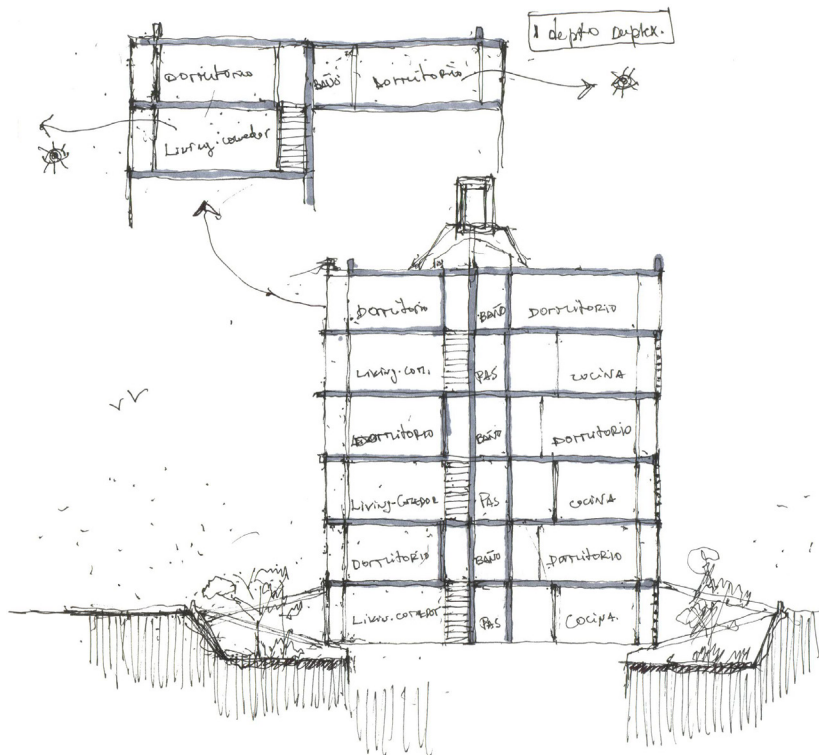 1 depto Duplex.
Dormitorio BAÑO Dormitorio
Living-comedor
Dormitorio BAÑO Dormitorio
Living-com. PAS COCINA
Dormitorio BAÑO Dormitorio
Living-Comedor PAS. COCINA
Dormitorio BAÑO Dormitorio
Livin. comedor PAS COCINA.